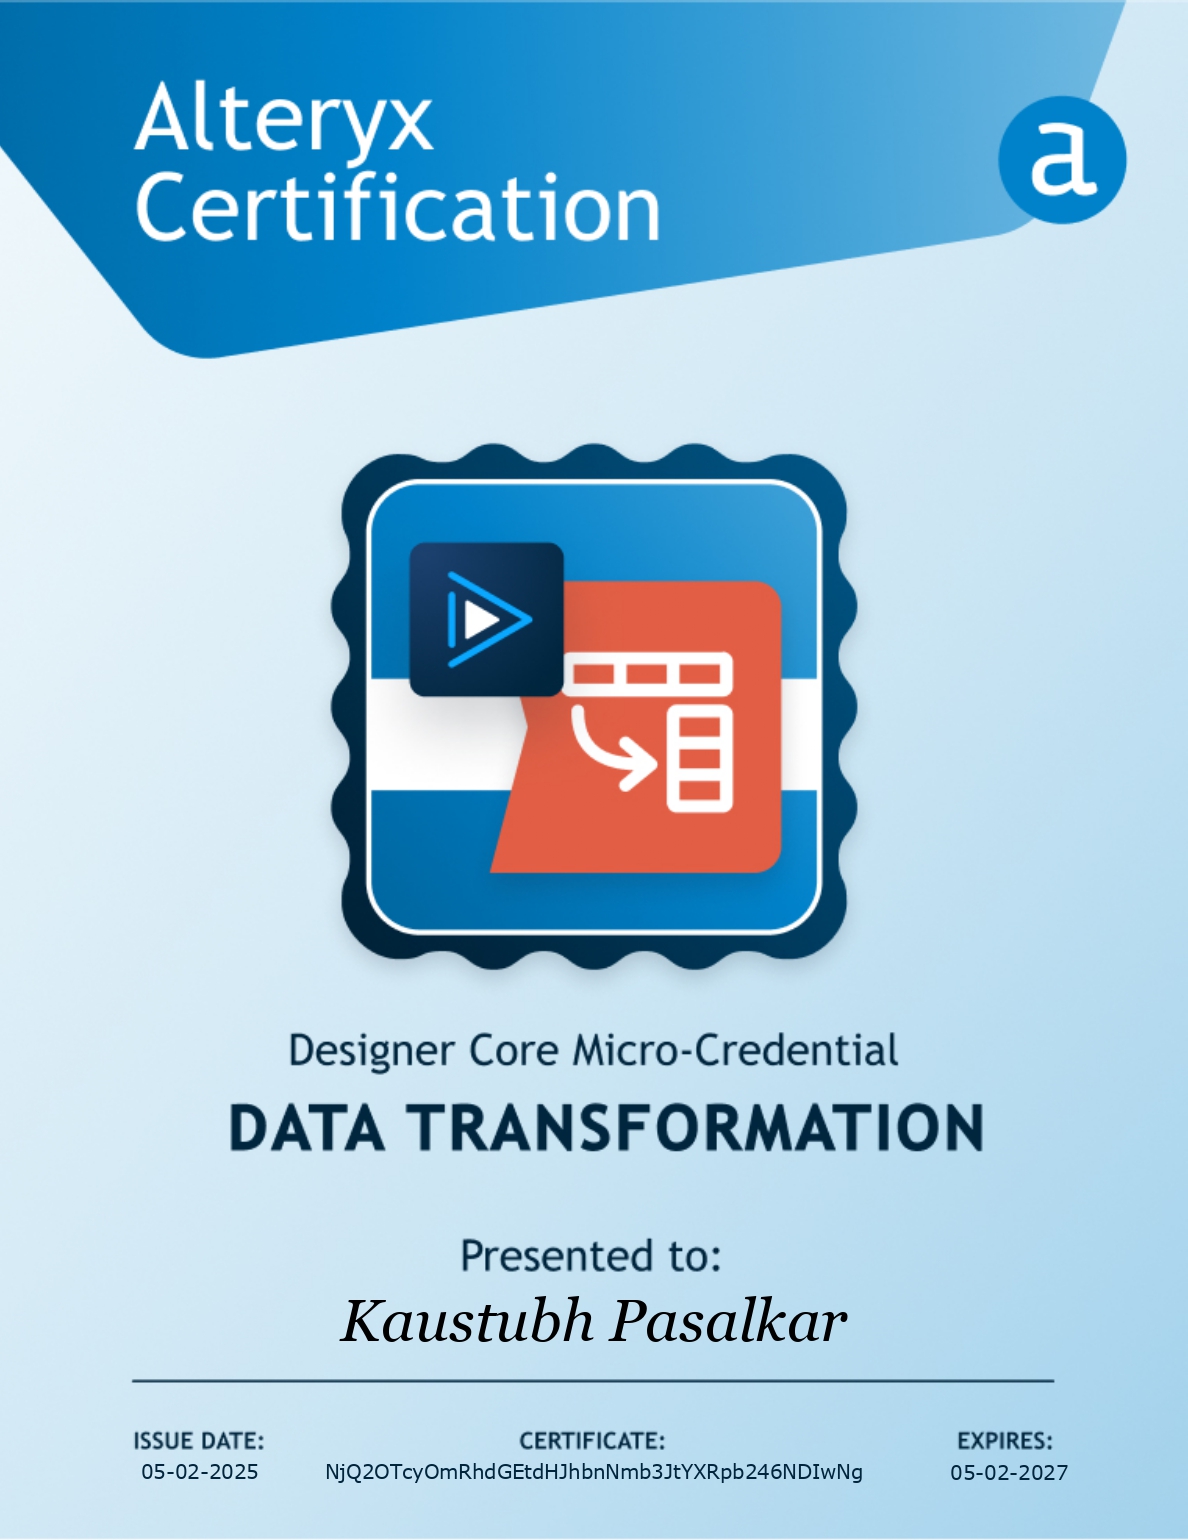 Alteryx
Certification
a
Designer Core Micro-Credential
DATA TRANSFORMATION
Presented to:
Kaustubh Pasalkar
ISSUE DATE: CERTIFICATE: EXPIRES:
05-02-2025 NjQ2OTcyOmRhdGEtdHJhbnNmb3JtYXRpb246NDIwNg 05-02-2027